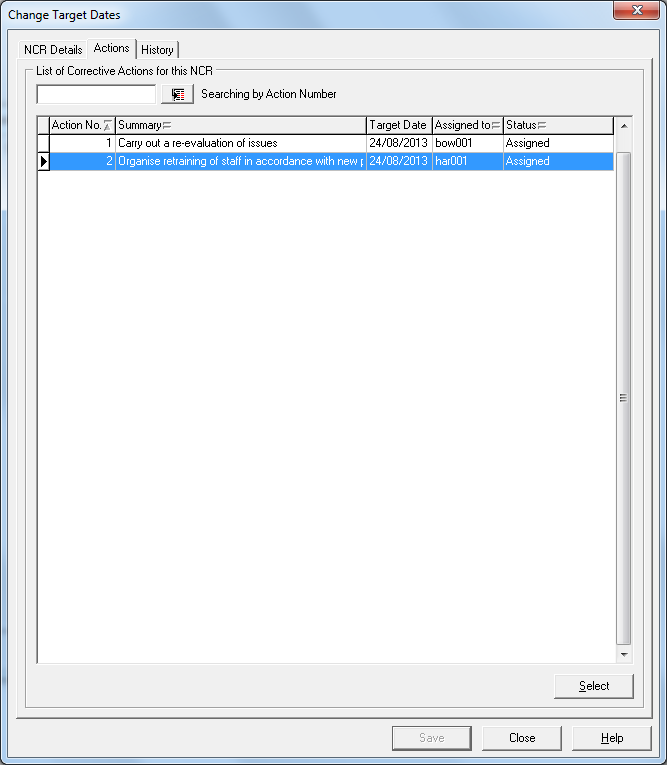 Change Target Dates
NCR Details Actions History
List of Corrective Actions for this NCR
Searching by Action Number
Action No. Summary Target Date Assigned to Status
1 Carry out a re-evaluation of issues 24/08/2013 bow001 Assigned
2 Organise retraining of staff in accordance with new 24/08/2013 har001 Assigned
Select
Save Close Help